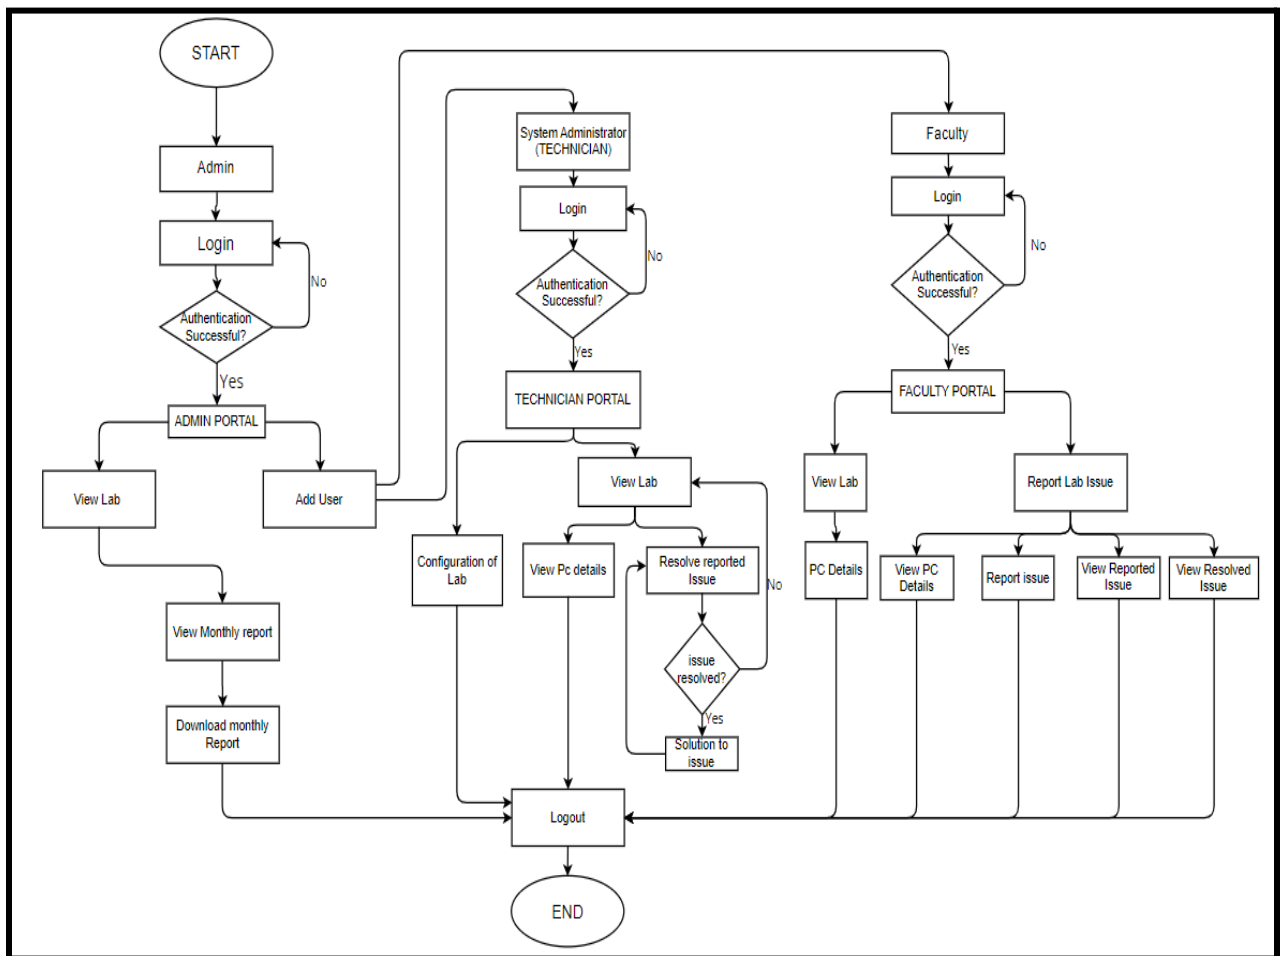 START
Admin
Login
No
Authentication
Successful?
Yes
ADMIN PORTAL
View Lab
Add User
View Monthly report
Download monthly
Report
System Administrator
(TECHNICIAN)
Login
No
Authentication
Successful?
Yes
TECHNICIAN PORTAL
View Lab
Configuration of
Lab
View Pc details
Resolve reported
Issue
No
issue
resolved?
Yes
Solution to
issue
Faculty
Login
No
Authentication
Successful?
Yes
FACULTY PORTAL
View Lab
Report Lab Issue
PC Details
View PC
Details
Report issue
View Reported
Issue
View Resolved
Issue
Logout
END